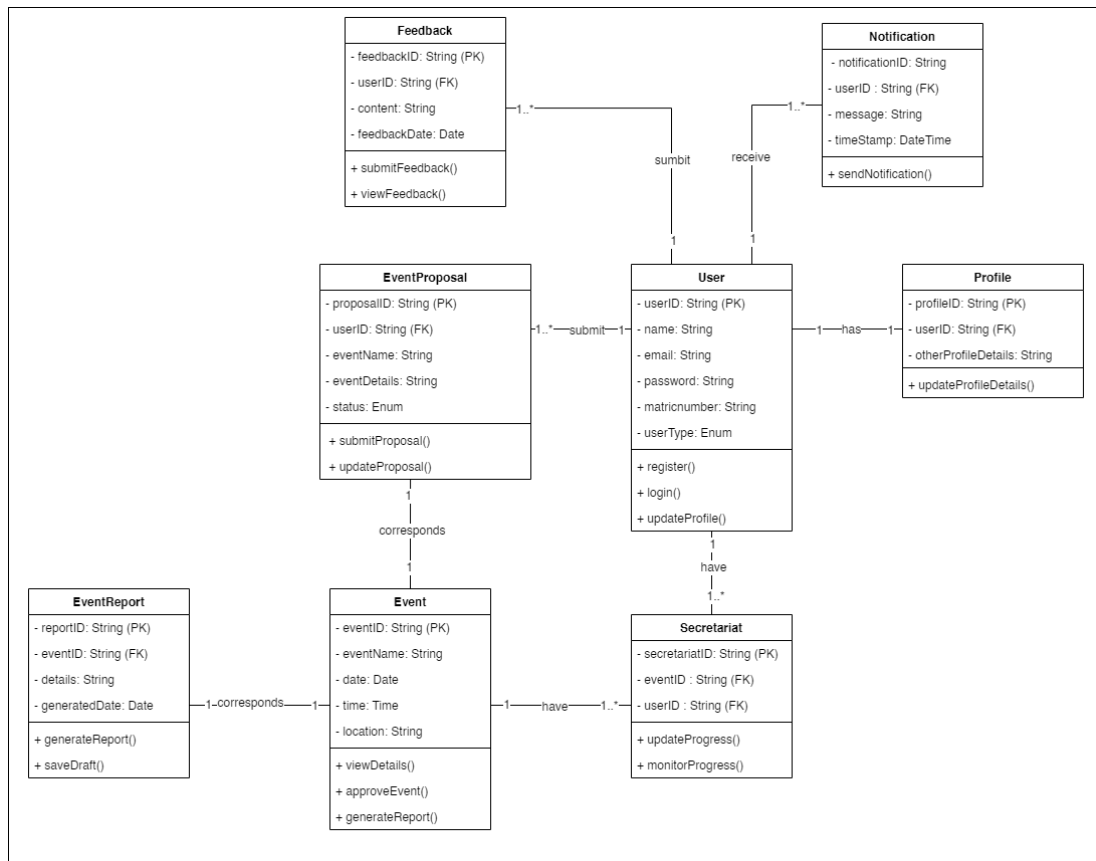 Feedback
- feedbackID: String (PK)
- userID: String (FK)
- content: String
- feedbackDate: Date
+ submitFeedback()
+ viewFeedback()
Notification
- notificationID: String
- userID : String (FK)
- message: String
- timeStamp: DateTime
+ sendNotification()
1..*
sumbit
1
1..*
receive
1
EventProposal
- proposalID: String (PK)
- userID: String (FK)
- eventName: String
- eventDetails: String
- status: Enum
+ submitProposal()
+ updateProposal()
1..*
submit
1
User
- userID: String (PK)
- name: String
- email: String
- password: String
- matricnumber: String
- userType: Enum
+ register()
+ login()
+ updateProfile()
1
has
1
Profile
- profileID: String (PK)
- userID: String (FK)
- otherProfileDetails: String
+ updateProfileDetails()
1
corresponds
1
1
have
1..*
EventReport
- reportID: String (PK)
- eventID: String (FK)
- details: String
- generatedDate: Date
+ generateReport()
+ saveDraft()
1
corresponds
1
Event
- eventID: String (PK)
- eventName: String
- date: Date
- time: Time
- location: String
+ viewDetails()
+ approveEvent()
+ generateReport()
1
have
1..*
Secretariat
- secretariatID: String (PK)
- eventID : String (FK)
- userID : String (FK)
+ updateProgress()
+ monitorProgress()